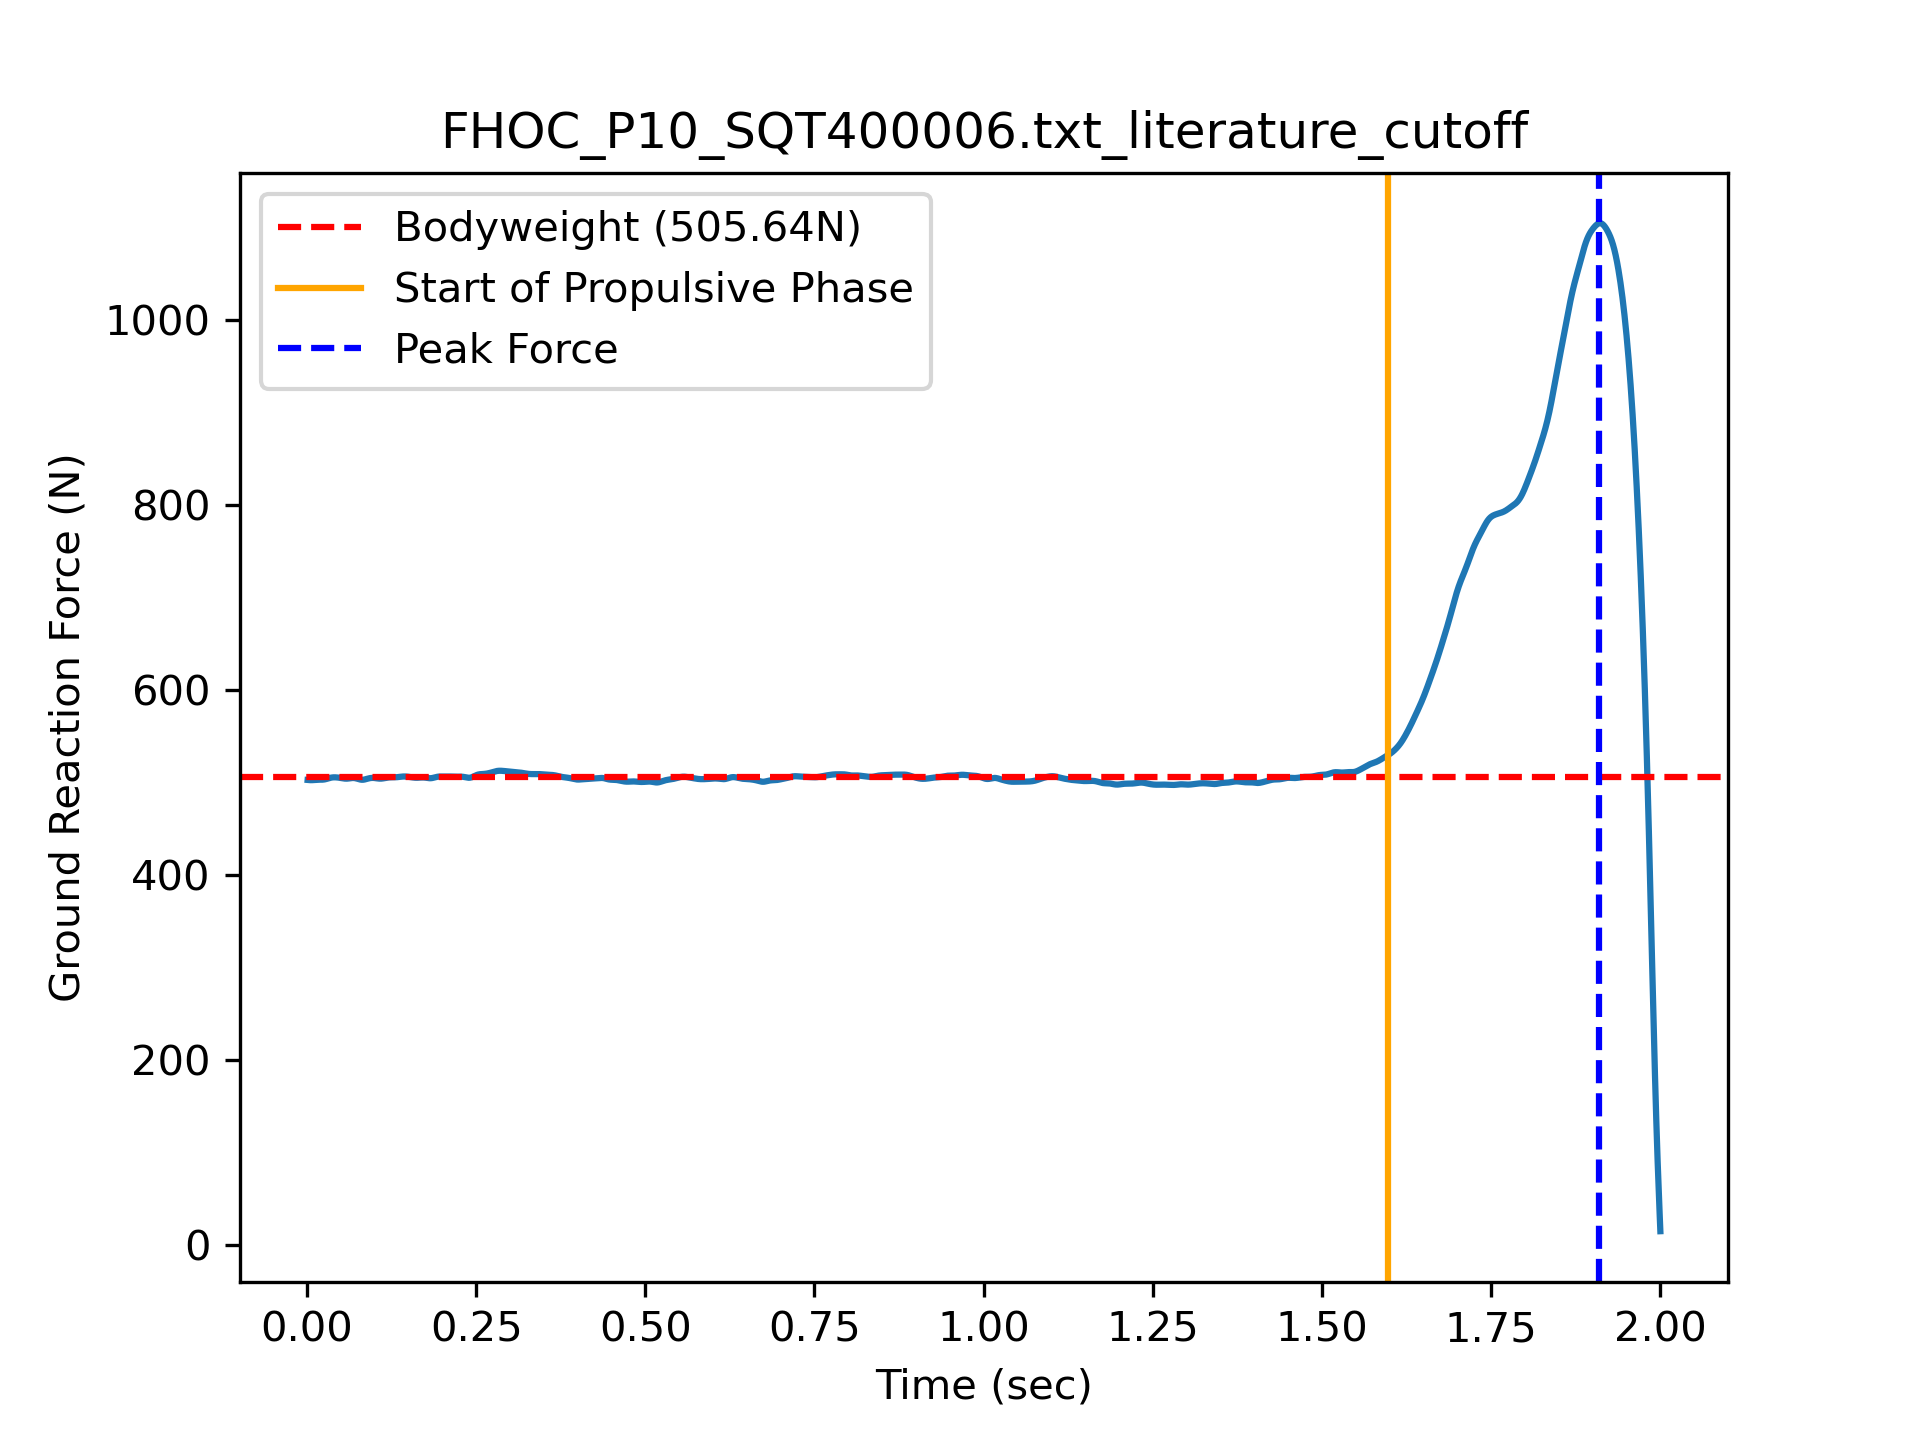 FHOC_P10_SQT400006.txt_literature_cutoff
Bodyweight (505.64N)
Start of Propulsive Phase
Peak Force
Ground Reaction Force (N)
1000
800
600
400
200
0
0.00 0.25 0.50 0.75 1.00 1.25 1.50 1.75 2.00
Time (sec)